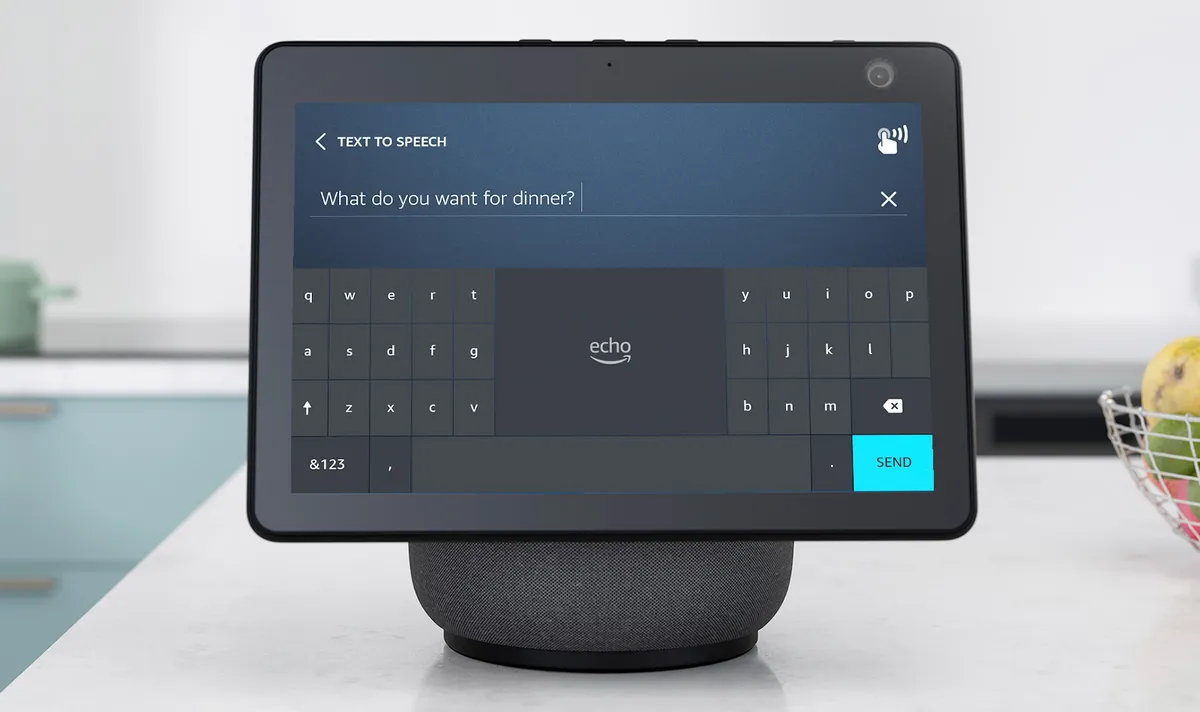 TEXT TO SPEECH
What do you want for dinner?
q w e r t y u i o p
a s d f g echo h j k l
z x c v b n m
&123 , . SEND